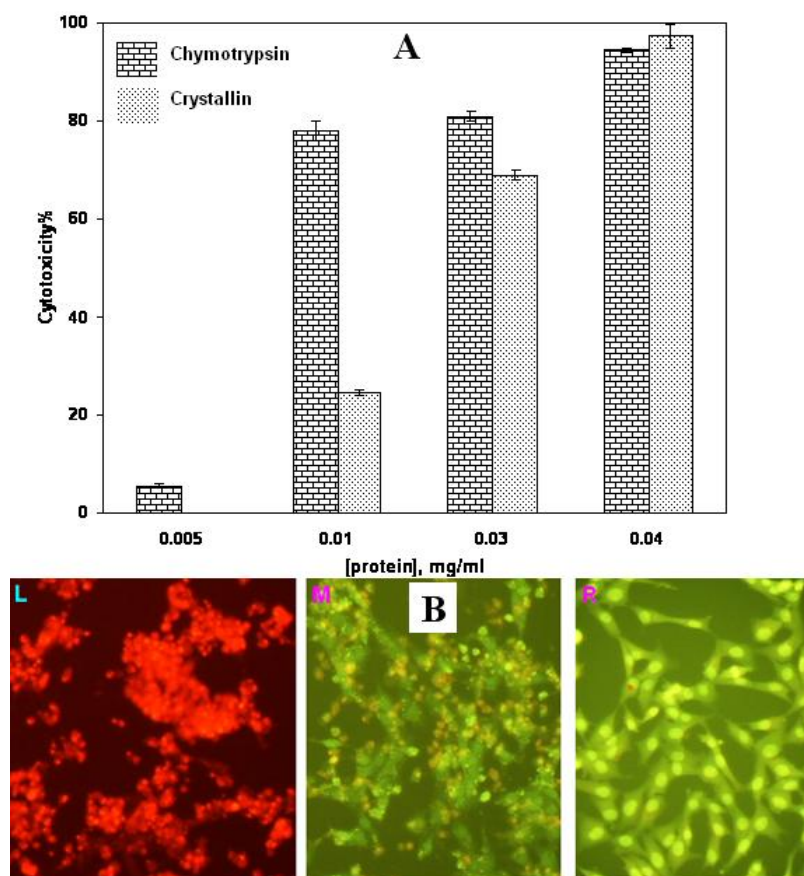 100
A
Chymotrypsin
Crystallin
80
60
Cytotoxicity%
40
20
0
0.005 0.01 0.03 0.04
[protein], mg/ml
L M B R